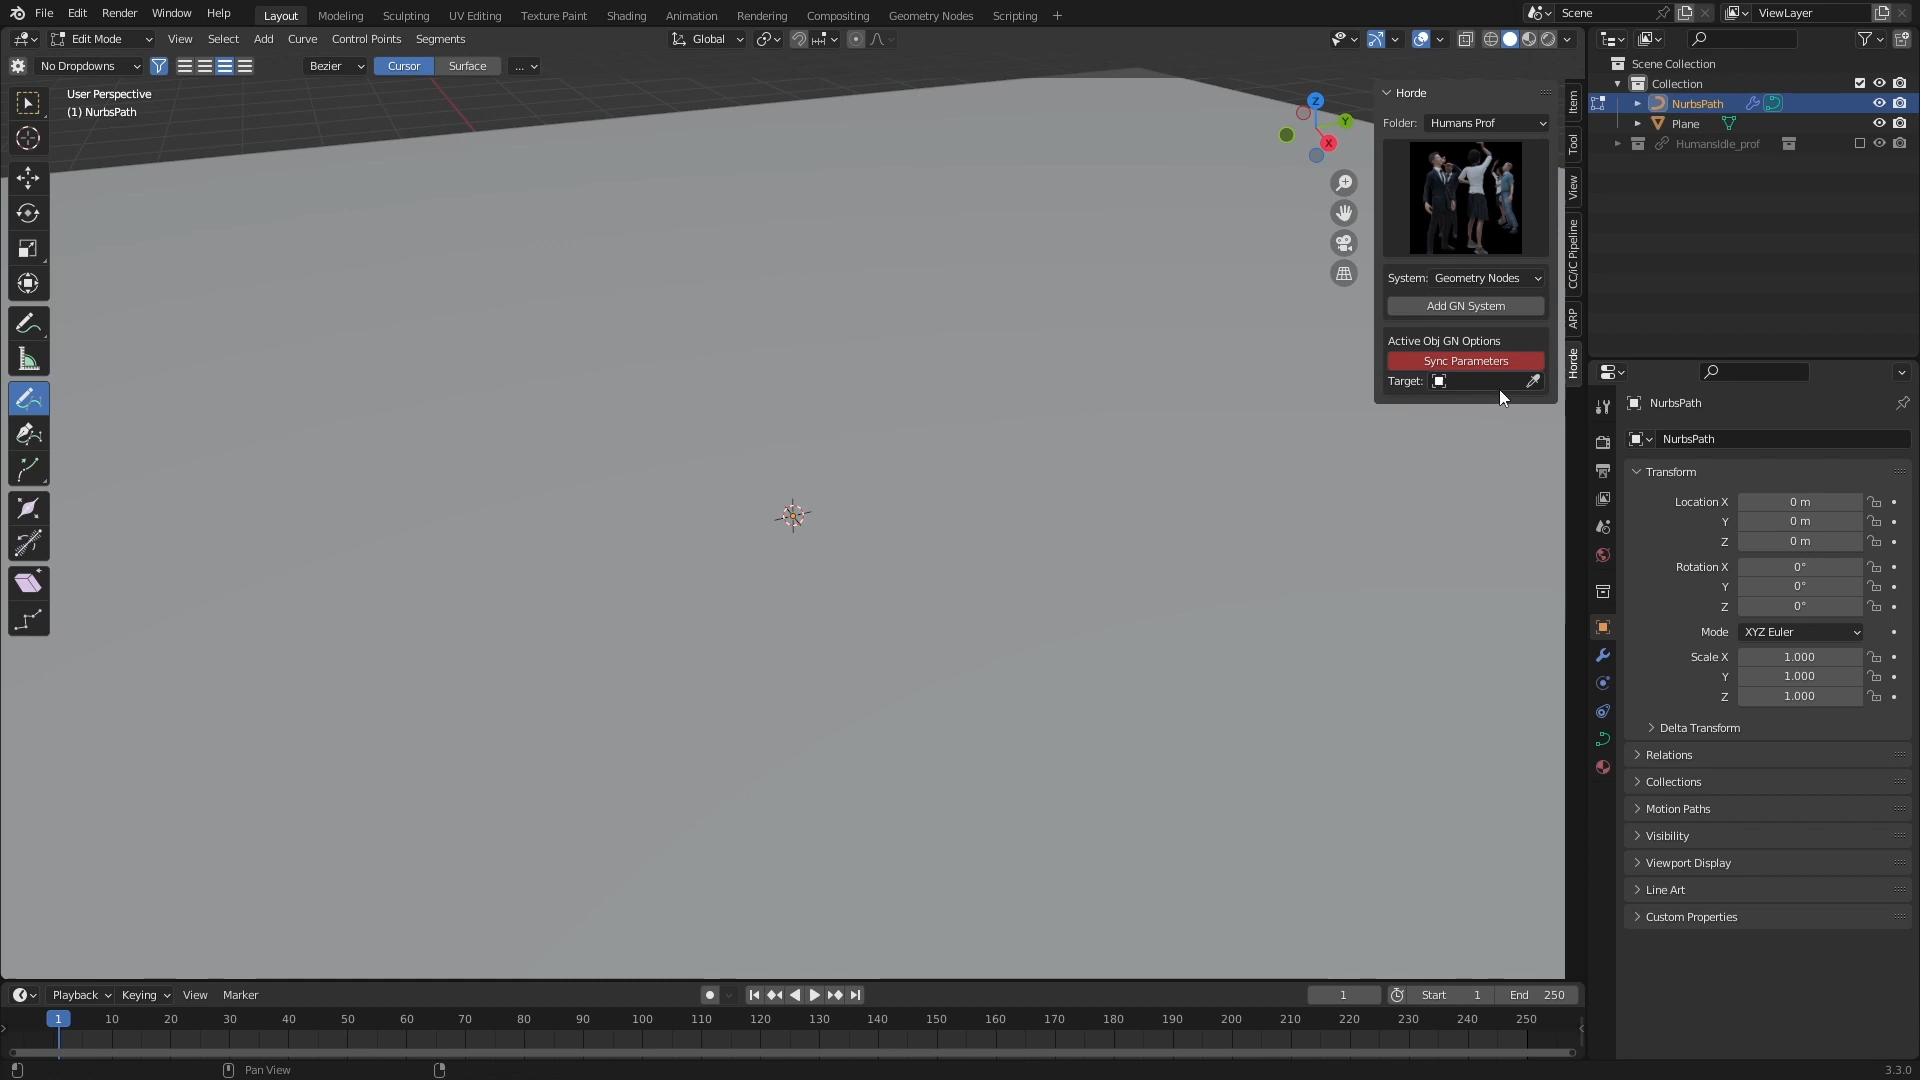 File Edit Render Window Help Layout Modeling Sculpting UV Editing Texture Paint Shading Animation Rendering Compositing Geometry Nodes Scripting + Scene ViewLayer
Edit Mode View Select Add Curve Control Points Segments Global
No Dropdowns Bezier Cursor Surface ...
User Perspective
(1) NurbsPath
Z
Y
X
Horde
Folder: Humans Prof
System: Geometry Nodes
Add GN System
Active Obj GN Options
Sync Parameters
Target:
Item
Tool
View
CC/iC Pipeline
ARP
Horde
Scene Collection
Collection
NurbsPath
Plane
HumansIdle_prof
NurbsPath
NurbsPath
Transform
Location X 0 m
Y 0 m
Z 0 m
Rotation X 0°
Y 0°
Z 0°
Mode XYZ Euler
Scale X 1.000
Y 1.000
Z 1.000
Delta Transform
Relations
Collections
Motion Paths
Visibility
Viewport Display
Line Art
Custom Properties
Playback Keying View Marker 1 Start 1 End 250
1 10 20 30 40 50 60 70 80 90 100 110 120 130 140 150 160 170 180 190 200 210 220 230 240 250
Pan View 3.3.0